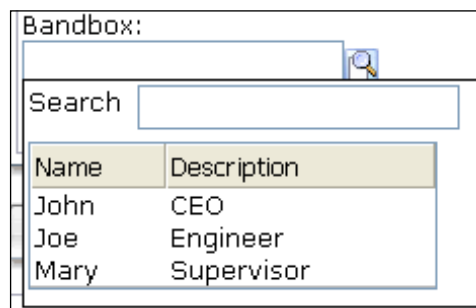 Bandbox:
Search
Name Description
John CEO
Joe Engineer
Mary Supervisor